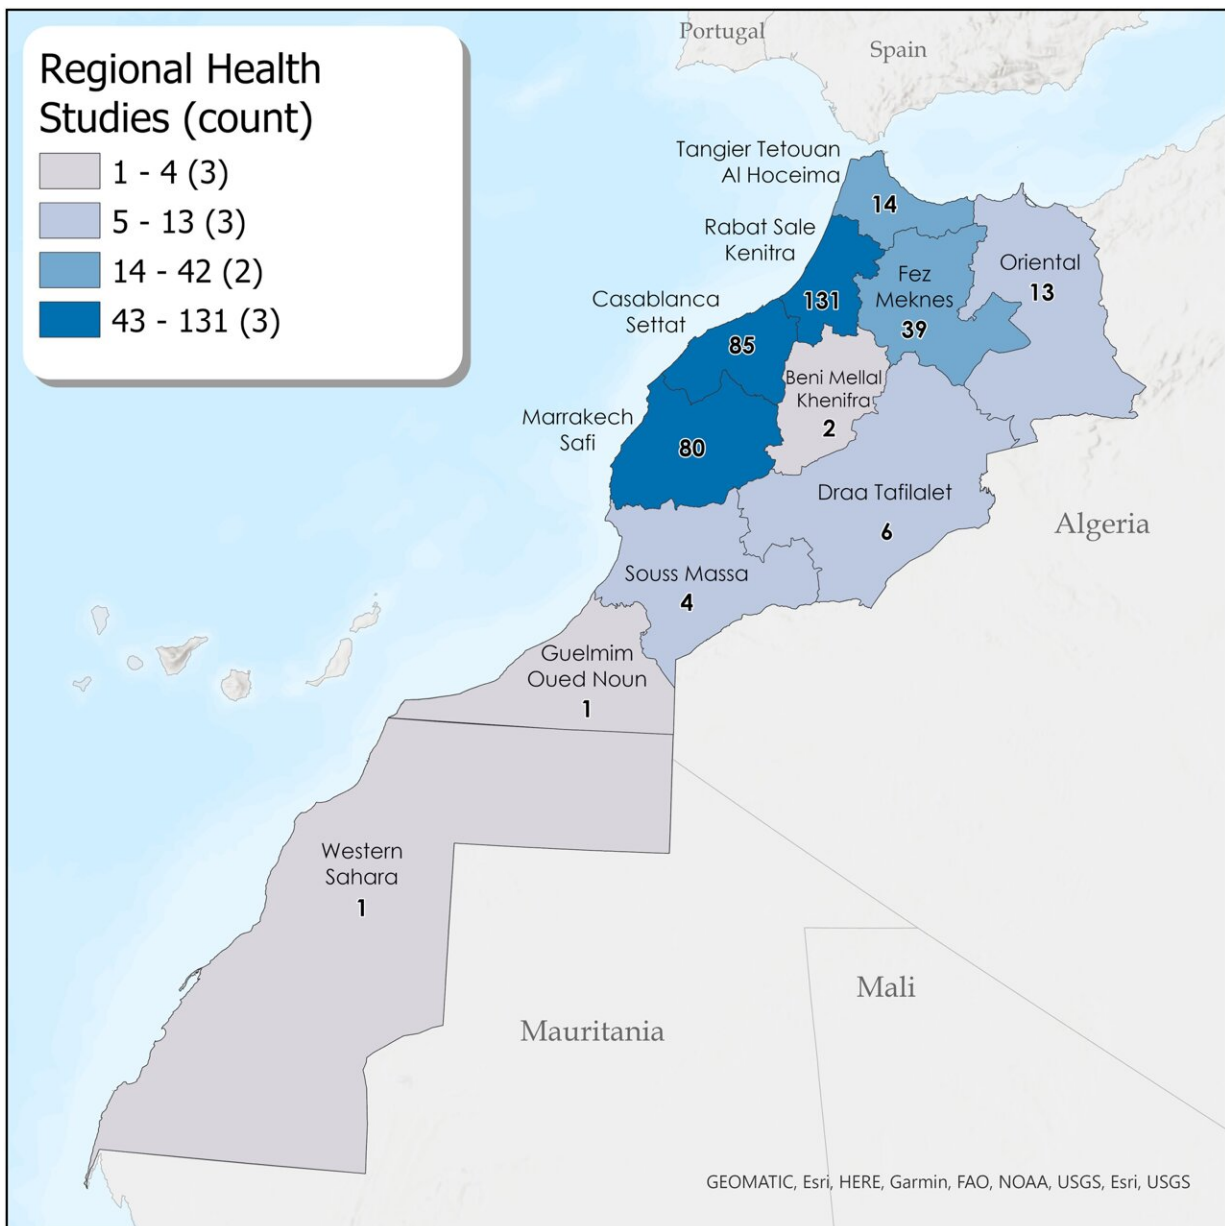 Regional Health
Studies (count)
1 - 4 (3)
5 - 13 (3)
14 - 42 (2)
43 - 131 (3)
Portugal
Spain
Tangier Tetouan
Al Hoceima
14
Rabat Sale
Kenitra
131
Fez
Meknes
39
Oriental
13
Casablanca
Settat
85
Beni Mellal
Khenifra
2
Marrakech
Safi
80
Draa Tafilalet
6
Algeria
Souss Massa
4
Guelmim
Oued Noun
1
Western
Sahara
1
Mali
Mauritania
GEOMATIC, Esri, HERE, Garmin, FAO, NOAA, USGS, Esri, USGS